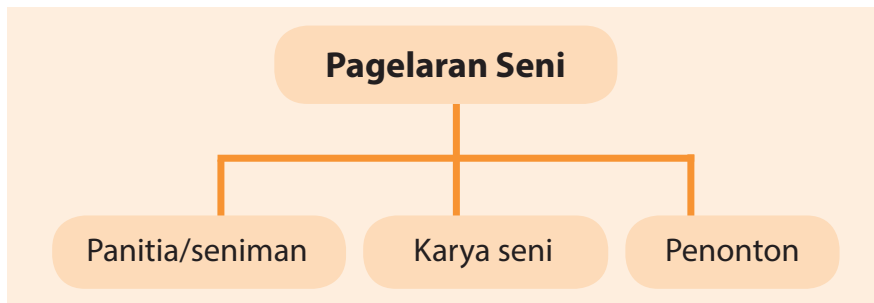 Pagelaran Seni
Panitia/seniman
Karya seni
Penonton